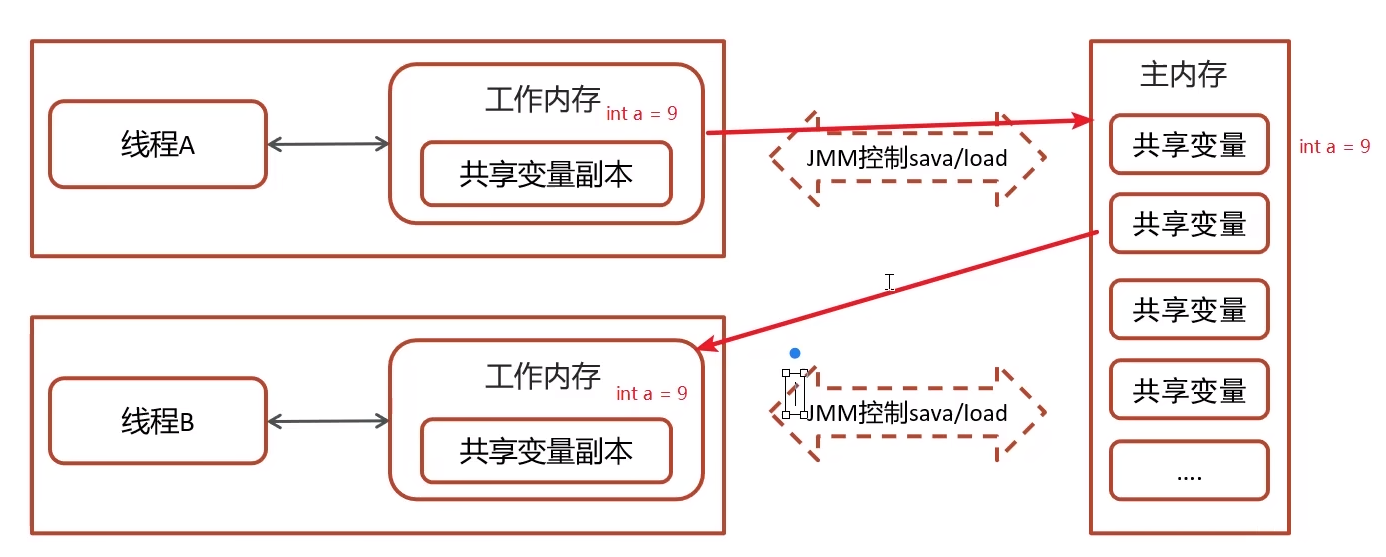 线程A
工作内存
int a = 9
共享变量副本
JMM控制sava/load
主内存
共享变量
int a = 9
共享变量
共享变量
共享变量
....
线程B
工作内存
int a = 9
共享变量副本
JMM控制sava/load